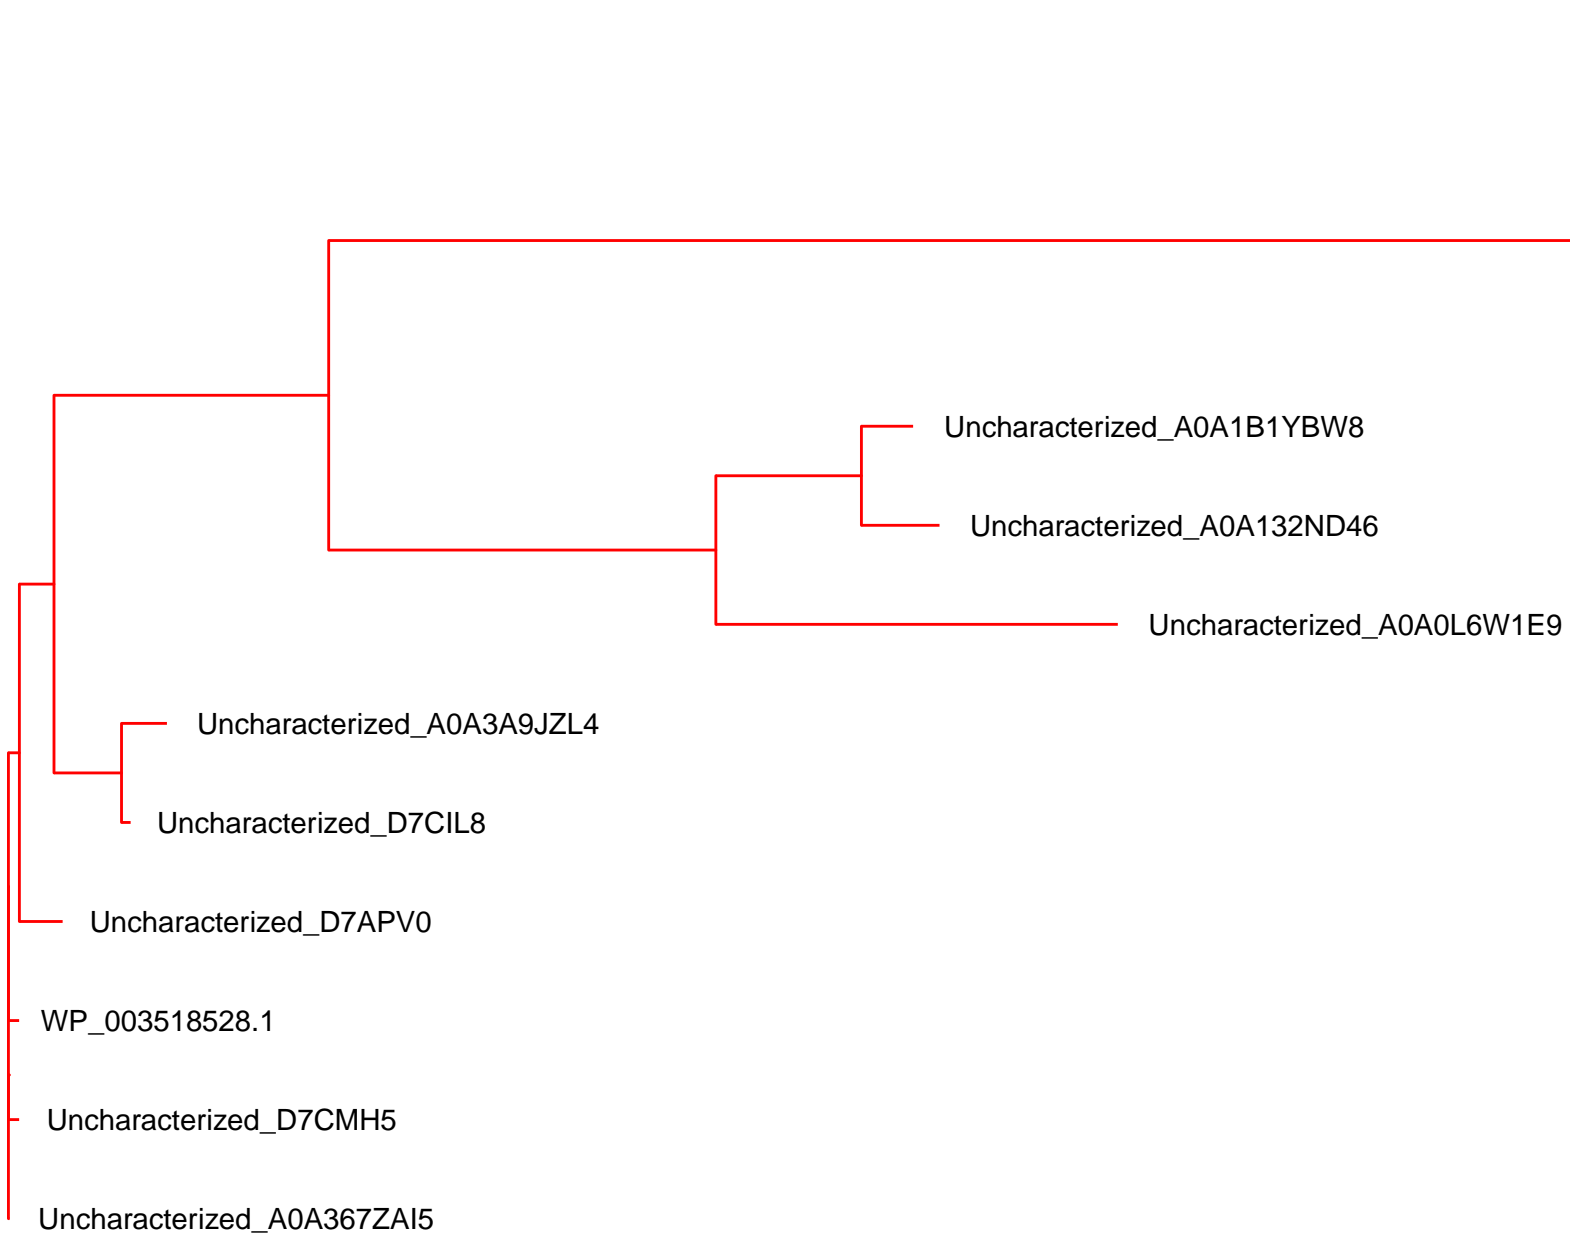 Uncharacterized_A0A1B1YBW8
Uncharacterized_A0A132ND46
Uncharacterized_A0A0L6W1E9
Uncharacterized_A0A3A9JZL4
Uncharacterized_D7CIL8
Uncharacterized_D7APV0
WP_003518528.1
Uncharacterized_D7CMH5
Uncharacterized_A0A367ZAI5